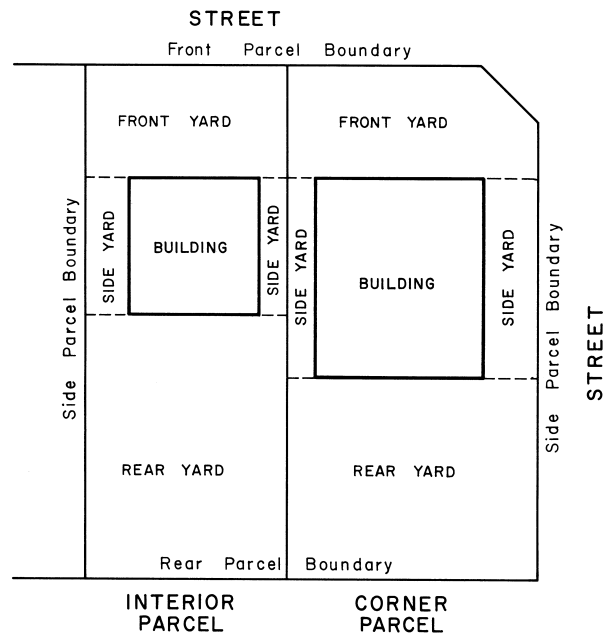 STREET
Front Parcel Boundary
FRONT YARD
FRONT YARD
Side Parcel Boundary
SIDE YARD
BUILDING
SIDE YARD
SIDE YARD
BUILDING
SIDE YARD
Side Parcel Boundary
STREET
REAR YARD
REAR YARD
Rear Parcel Boundary
INTERIOR
PARCEL
CORNER
PARCEL